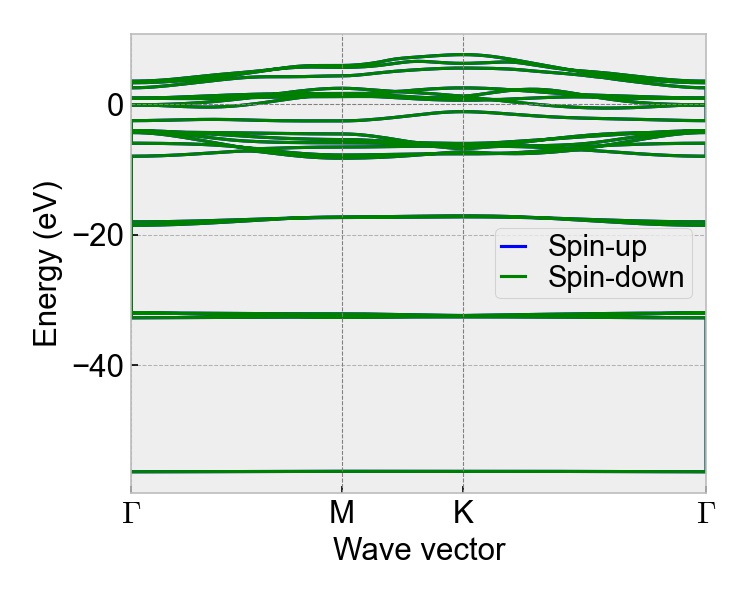 0
−20
−40
Energy (eV)
Spin-up
Spin-down
Γ M K Γ
Wave vector